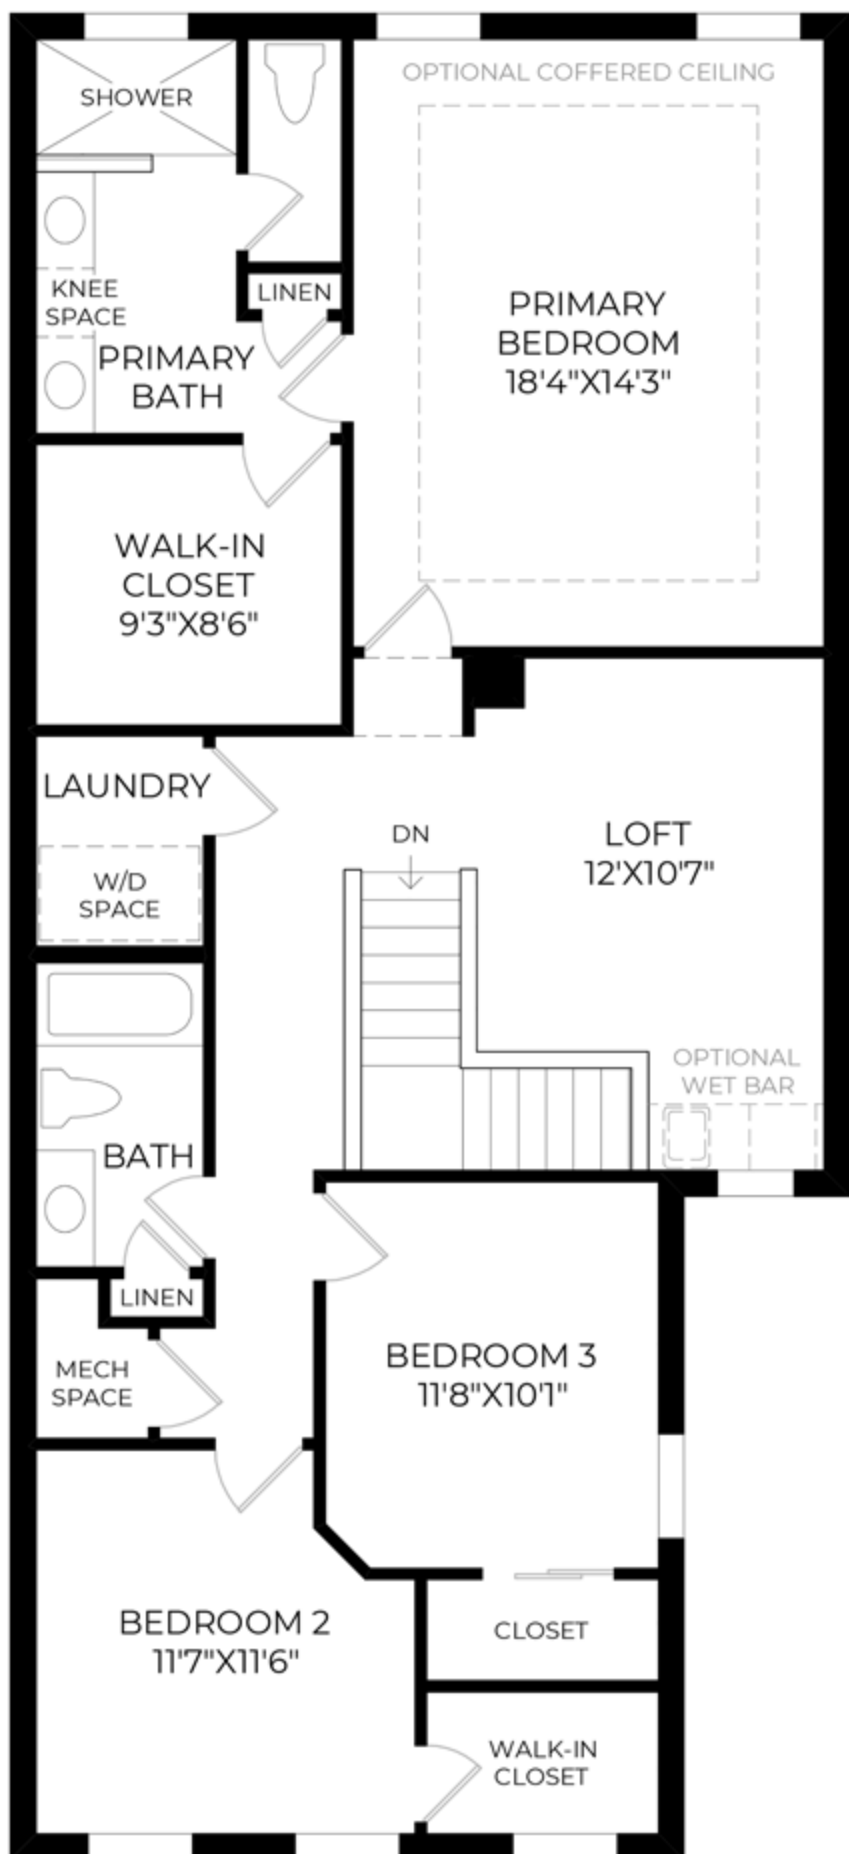 SHOWER
OPTIONAL COFFERED CEILING
KNEE
SPACE
LINEN
PRIMARY
BATH
PRIMARY
BEDROOM
18'4"X14'3"
WALK-IN
CLOSET
9'3"X8'6"
LAUNDRY
W/D
SPACE
DN
LOFT
12'X10'7"
OPTIONAL
WET BAR
BATH
LINEN
MECH
SPACE
BEDROOM 3
11'8"X10'1"
BEDROOM 2
11'7"X11'6"
CLOSET
WALK-IN
CLOSET